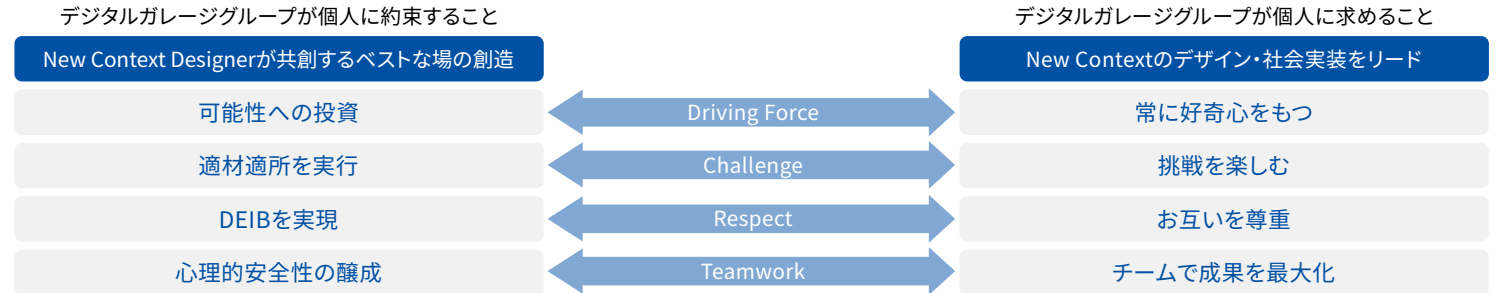 デジタルガレージグループが個人に約束すること
デジタルガレージグループが個人に求めること
New Context Designerが共創するベストな場の創造
New Contextのデザイン・社会実装をリード
可能性への投資
Driving Force
常に好奇心をもつ
適材適所を実行
Challenge
挑戦を楽しむ
DEIBを実現
Respect
お互いを尊重
心理的安全性の醸成
Teamwork
チームで成果を最大化